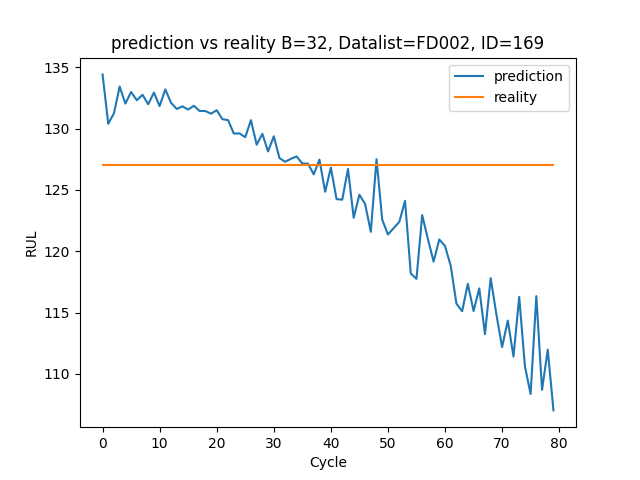 prediction vs reality B=32, Datalist=FD002, ID=169
prediction
reality
RUL
135
130
125
120
115
110
0 10 20 30 40 50 60 70 80
Cycle